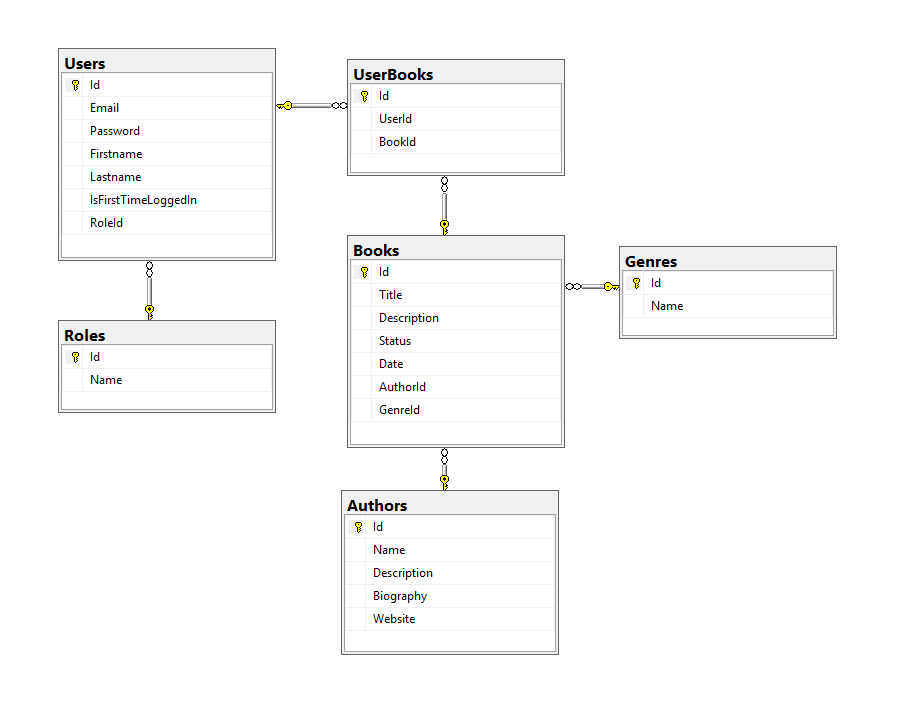 Users
Id
Email
Password
Firstname
Lastname
IsFirstTimeLoggedIn
RoleId
UserBooks
Id
UserId
BookId
Books
Id
Title
Description
Status
Date
AuthorId
GenreId
Genres
Id
Name
Roles
Id
Name
Authors
Id
Name
Description
Biography
Website